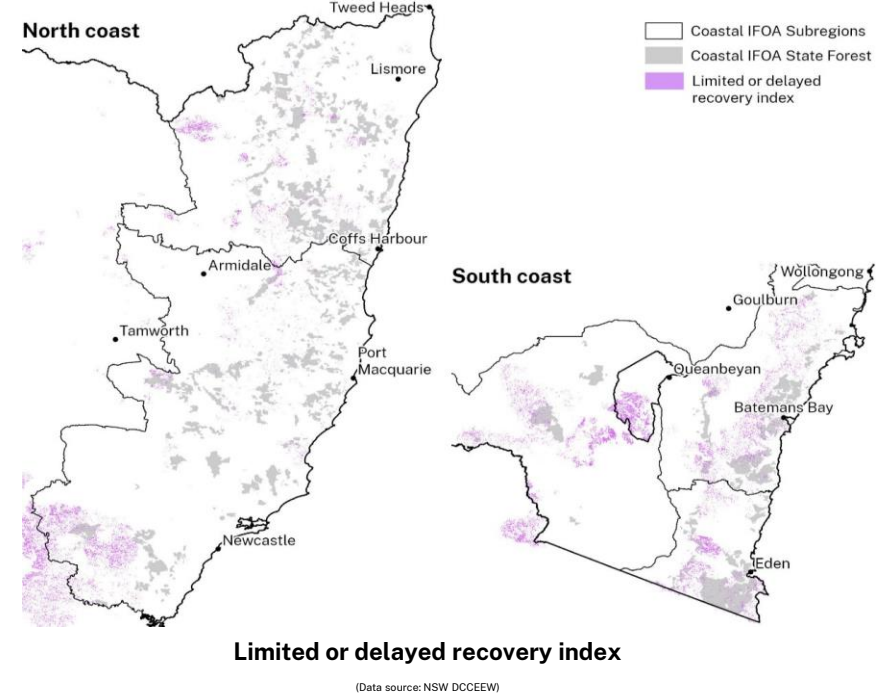 Tweed Heads
North coast
Coastal IFOA Subregions
Coastal IFOA State Forest
Lismore
Limited or delayed
recovery index
Coffs Harbour
Armidale
South coast
Wollongong
Goulburn
Tamworth
Port
Macquarie
Queanbeyan
Batemans Bay
Newcastle
Eden
Limited or delayed recovery index
(Data source: NSW DCCEEW)